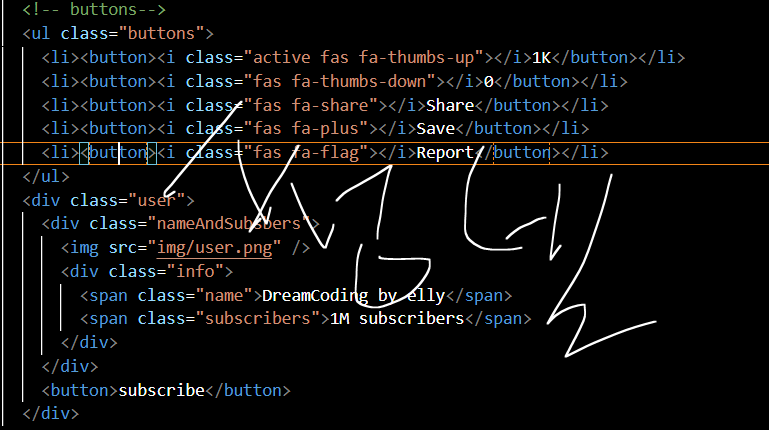 <!-- buttons-->
<ul class="buttons">
<li><button><i class="active fas fa-thumbs-up"></i>1K</button></li>
<li><button><i class="fas fa-thumbs-down"></i>0</button></li>
<li><button><i class="fas fa-share"></i>Share</button></li>
<li><button><i class="fas fa-plus"></i>Save</button></li>
<li><button><i class="fas fa-flag"></i>Report</button></li>
</ul>
<div class="user">
<div class="nameAndSubsbers">
<img src="img/user.png" />
<div class="info">
<span class="name">DreamCoding by elly</span>
<span class="subscribers">1M subscribers</span>
</div>
</div>
<button>subscribe</button>
</div>